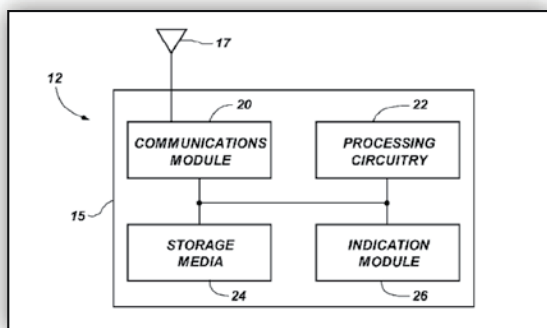 17
12
20
22
COMMUNICATIONS
MODULE
PROCESSING
CIRCUITRY
15
STORAGE
MEDIA
INDICATION
MODULE
24
26